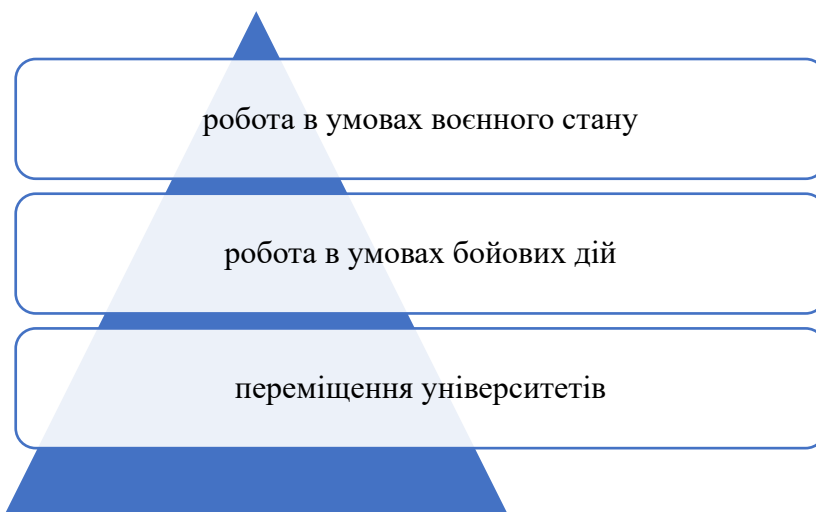 робота в умовах воєнного стану
робота в умовах бойових дій
переміщення університетів